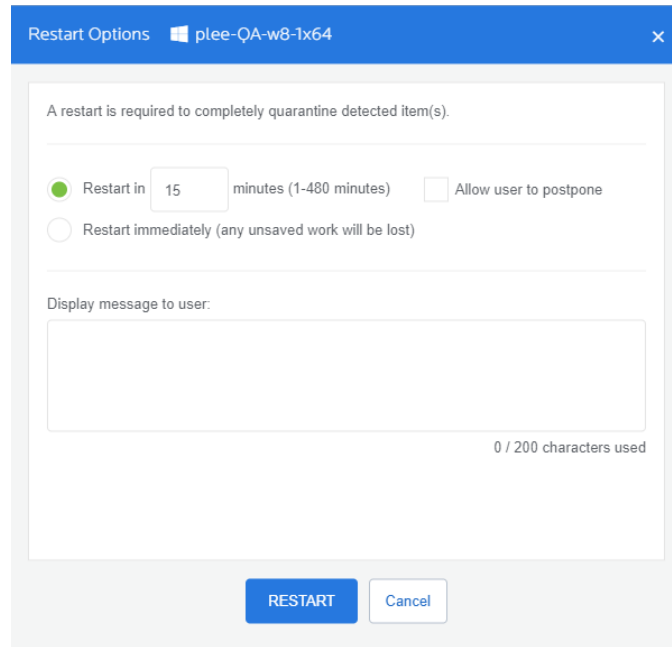 Restart Options plee-QA-w8-1x64
A restart is required to completely quarantine detected item(s).
Restart in 15 minutes (1-480 minutes) Allow user to postpone
Restart immediately (any unsaved work will be lost)
Display message to user:
0 / 200 characters used
RESTART Cancel